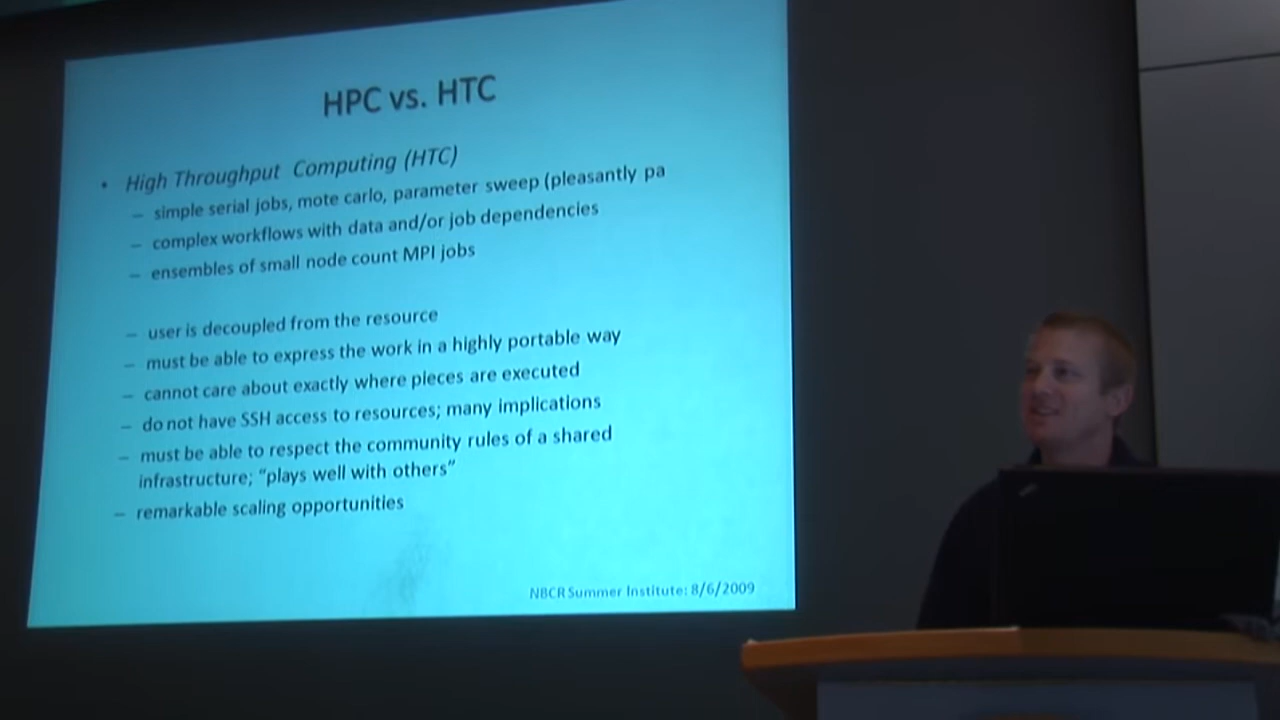 HPC vs. HTC
• High Throughput Computing (HTC)
– simple serial jobs, mote carlo, parameter sweep (pleasantly pa
– complex workflows with data and/or job dependencies
– ensembles of small node count MPI jobs
– user is decoupled from the resource
– must be able to express the work in a highly portable way
– cannot care about exactly where pieces are executed
– do not have SSH access to resources; many implications
– must be able to respect the community rules of a shared
infrastructure; “plays well with others”
– remarkable scaling opportunities
NBCR Summer Institute: 8/6/2009